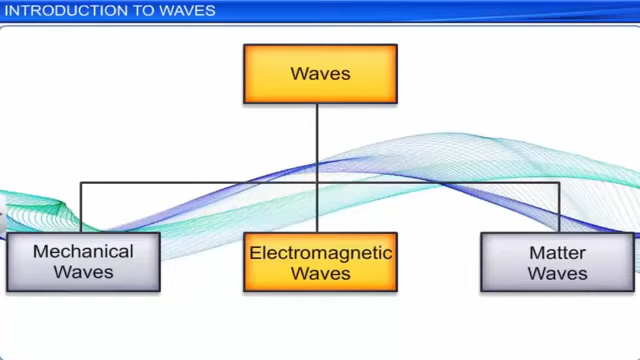 INTRODUCTION TO WAVES
Waves
Mechanical
Waves
Electromagnetic
Waves
Matter
Waves